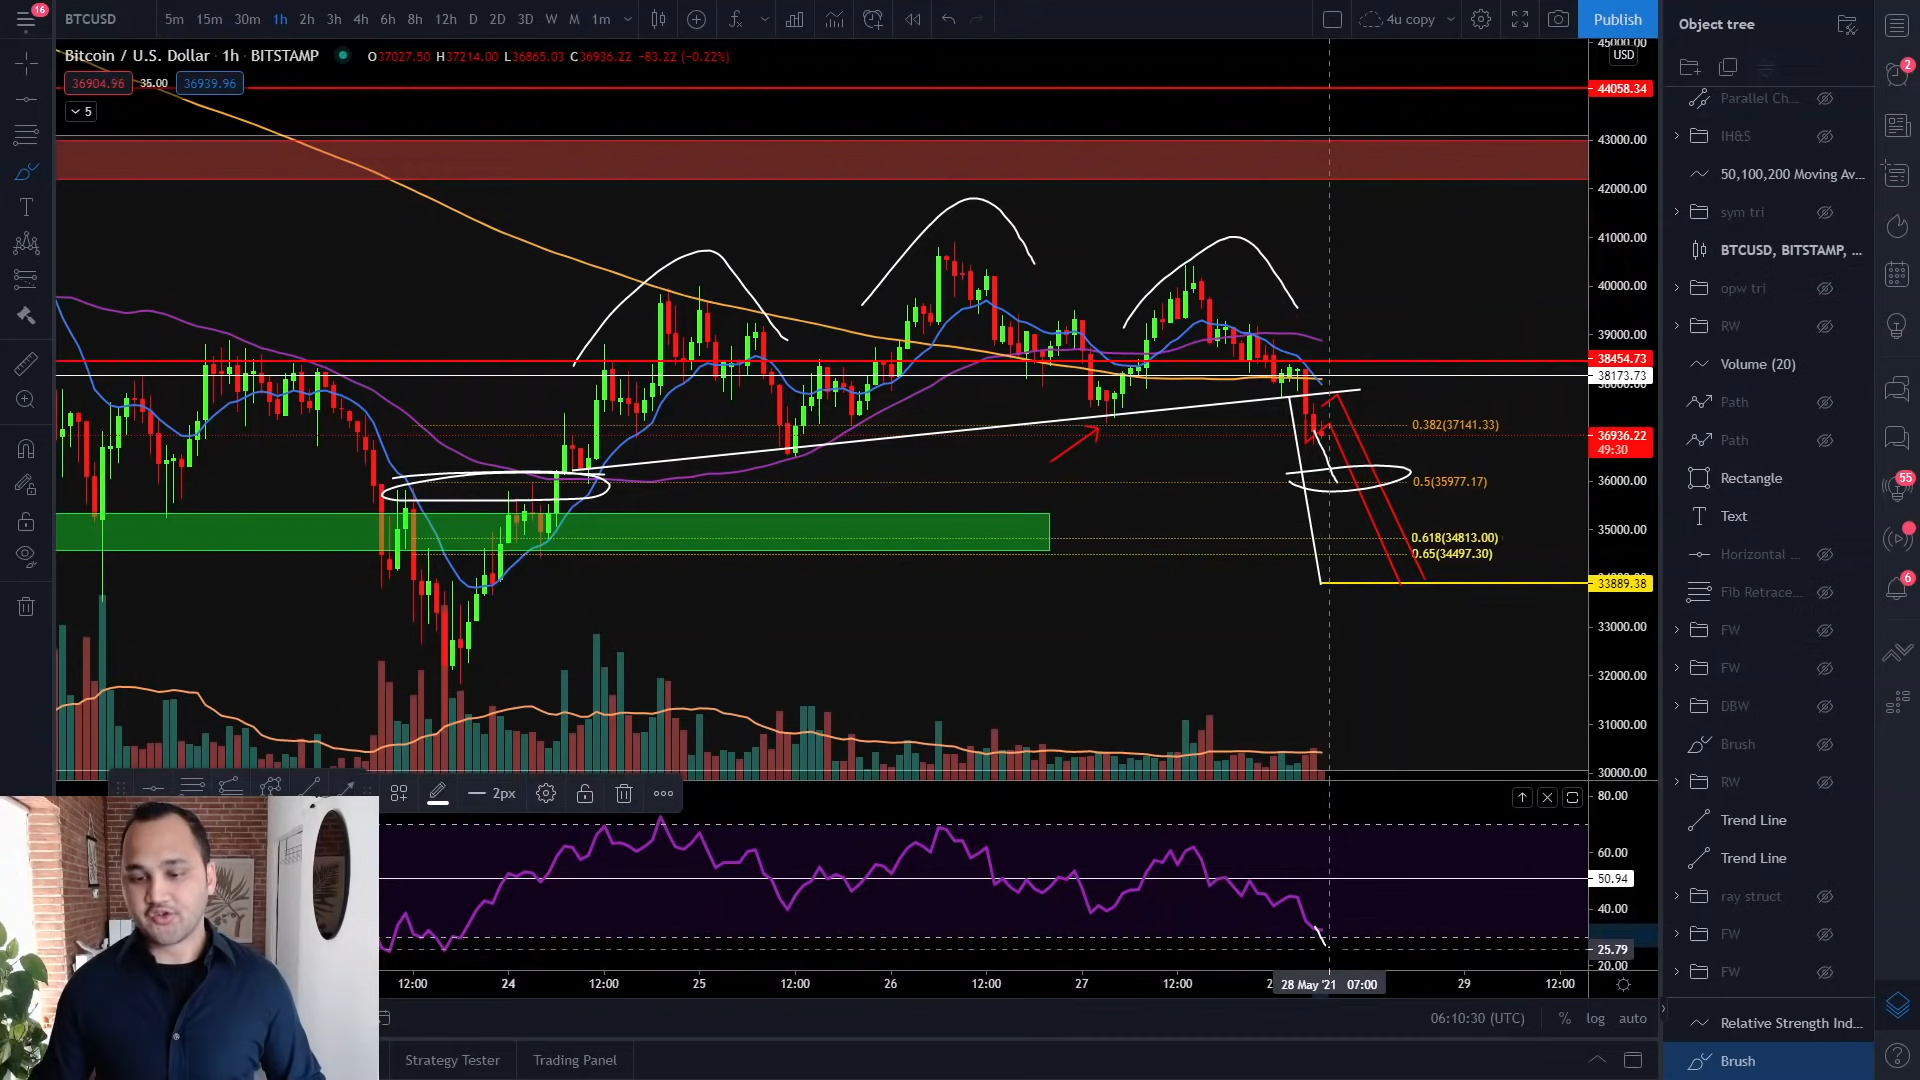 16
BTCUSD
5m 15m 30m 1h 2h 3h 4h 6h 8h 12h D 2D 3D W M 1m
4u copy
Publish
Object tree
Bitcoin / U.S. Dollar · 1h · BITSTAMP
O37027.50 H37214.00 L36865.03 C36936.22 −83.22 (−0.22%)
36904.96 35.00 36939.96
5
45000.00
USD
44058.34
43000.00
42000.00
41000.00
40000.00
39000.00
38454.73
38173.73
38000.00
36936.22
49:30
36000.00
35000.00
33889.38
33000.00
32000.00
31000.00
30000.00
0.382(37141.33)
0.5(35977.17)
0.618(34813.00)
0.65(34497.30)
2px
80.00
60.00
50.94
40.00
25.79
20.00
12:00 24 12:00 25 12:00 26 12:00 27 12:00 28 May '21 07:00 29 12:00
06:10:30 (UTC) % log auto
Strategy Tester Trading Panel
Parallel Ch...
IH&S
50,100,200 Moving Av...
sym tri
BTCUSD, BITSTAMP, ...
opw tri
RW
Volume (20)
Path
Path
Rectangle
Text
Horizontal ...
Fib Retrace...
FW
FW
DBW
Brush
RW
Trend Line
Trend Line
ray struct
FW
FW
Relative Strength Ind...
Brush
2
55
6